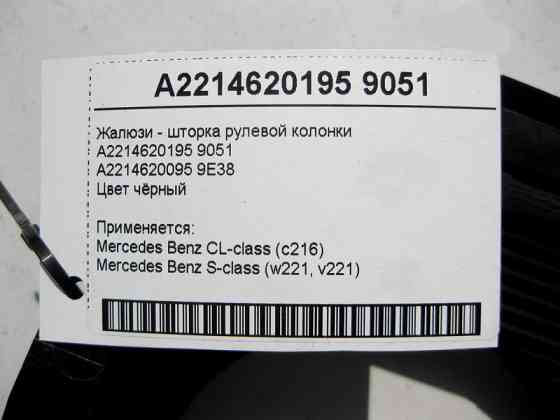 A2214620195 9051
Жалюзи - шторка рулевой колонки
A2214620195 9051
A2214620095 9E38
Цвет чёрный
Применяется:
Mercedes Benz CL-class (c216)
Mercedes Benz S-class (w221, v221)